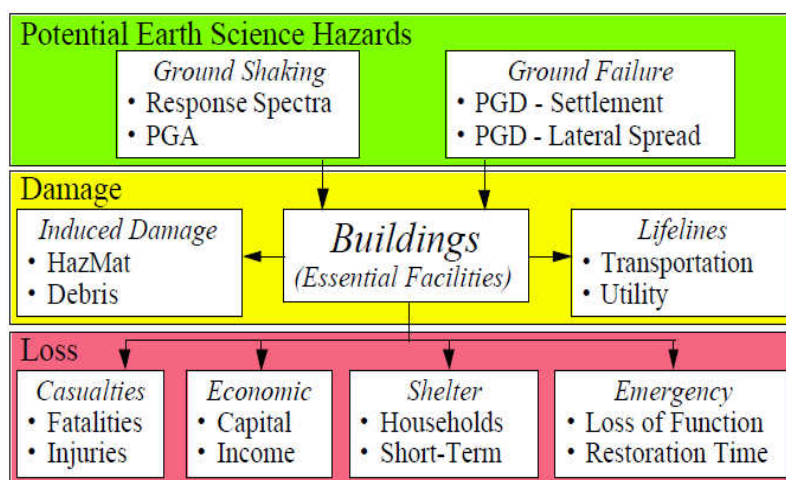 Potential Earth Science Hazards
Ground Shaking
• Response Spectra
• PGA
Ground Failure
• PGD - Settlement
• PGD - Lateral Spread
Damage
Induced Damage
• HazMat
• Debris
Buildings
(Essential Facilities)
Lifelines
• Transportation
• Utility
Loss
Casualties
• Fatalities
• Injuries
Economic
• Capital
• Income
Shelter
• Households
• Short-Term
Emergency
• Loss of Function
• Restoration Time